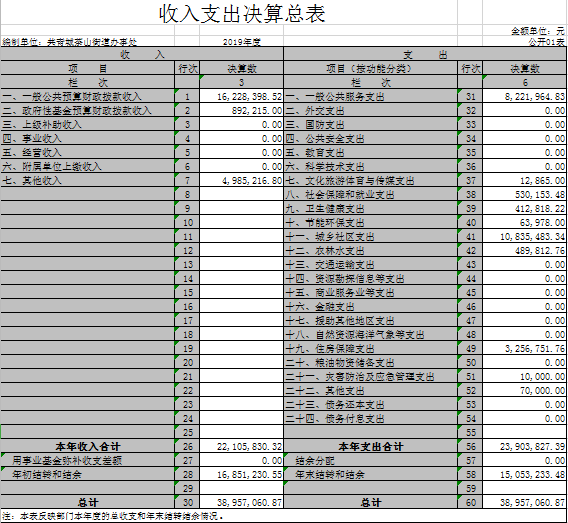 收入支出决算总表
金额单位：元
编制单位：共青城茶山街道办事处 2019年度 公开01表
收 入 支 出
项 目 行次 决算数 项目（按功能分类） 行次 决算数
栏 次 3 栏 次 6
一、一般公共预算财政拨款收入 1 16,228,398.52 一、一般公共服务支出 31 8,221,964.83
二、政府性基金预算财政拨款收入 2 892,215.00 二、外交支出 32 0.00
三、上级补助收入 3 0.00 三、国防支出 33 0.00
四、事业收入 4 0.00 四、公共安全支出 34 0.00
五、经营收入 5 0.00 五、教育支出 35 0.00
六、附属单位上缴收入 6 0.00 六、科学技术支出 36 0.00
七、其他收入 7 4,985,216.80 七、文化旅游体育与传媒支出 37 12,865.00
8 八、社会保障和就业支出 38 530,153.48
9 九、卫生健康支出 39 412,818.22
10 十、节能环保支出 40 63,978.00
11 十一、城乡社区支出 41 10,835,483.34
12 十二、农林水支出 42 489,812.76
13 十三、交通运输支出 43 0.00
14 十四、资源勘探信息等支出 44 0.00
15 十五、商业服务业等支出 45 0.00
16 十六、金融支出 46 0.00
17 十七、援助其他地区支出 47 0.00
18 十八、自然资源海洋气象等支出 48 0.00
19 十九、住房保障支出 49 3,256,751.76
20 二十、粮油物资储备支出 50 0.00
21 二十一、灾害防治及应急管理支出 51 10,000.00
22 二十二、其他支出 52 70,000.00
23 二十三、债务还本支出 53 0.00
24 二十四、债务付息支出 54 0.00
25 55
本年收入合计 26 22,105,830.32 本年支出合计 56 23,903,827.39
用事业基金弥补收支差额 27 0.00 结余分配 57 0.00
年初结转和结余 28 16,851,230.55 年末结转和结余 58 15,053,233.48
29 59
总计 30 38,957,060.87 总计 60 38,957,060.87
注：本表反映部门本年度的总收支和年末结转结余情况。